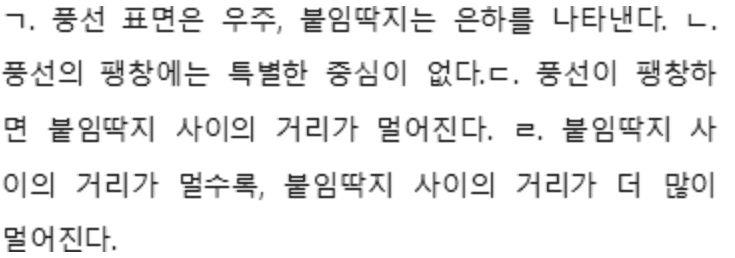 ㄱ. 풍선 표면은 우주, 붙임딱지는 은하를 나타낸다. ㄴ.
풍선의 팽창에는 특별한 중심이 없다.ㄷ. 풍선이 팽창하
면 붙임딱지 사이의 거리가 멀어진다. ㄹ. 붙임딱지 사
이의 거리가 멀수록, 붙임딱지 사이의 거리가 더 많이
멀어진다.